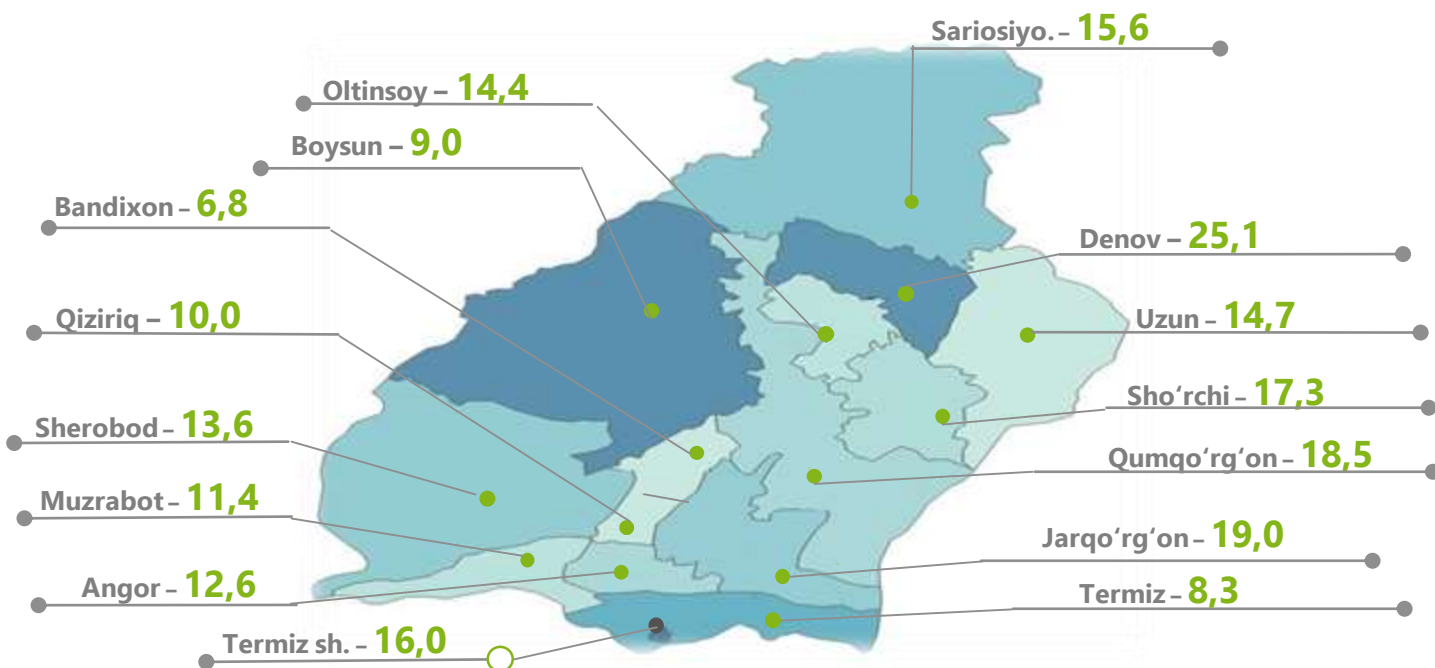 Sariosiyo. – 15,6
Oltinsoy – 14,4
Boysun – 9,0
Bandixon – 6,8
Denov – 25,1
Qiziriq – 10,0
Uzun – 14,7
Sho‘rchi – 17,3
Sherobod – 13,6
Qumqo‘rg‘on – 18,5
Muzrabot – 11,4
Jarqo‘rg‘on – 19,0
Angor – 12,6
Termiz – 8,3
Termiz sh. – 16,0